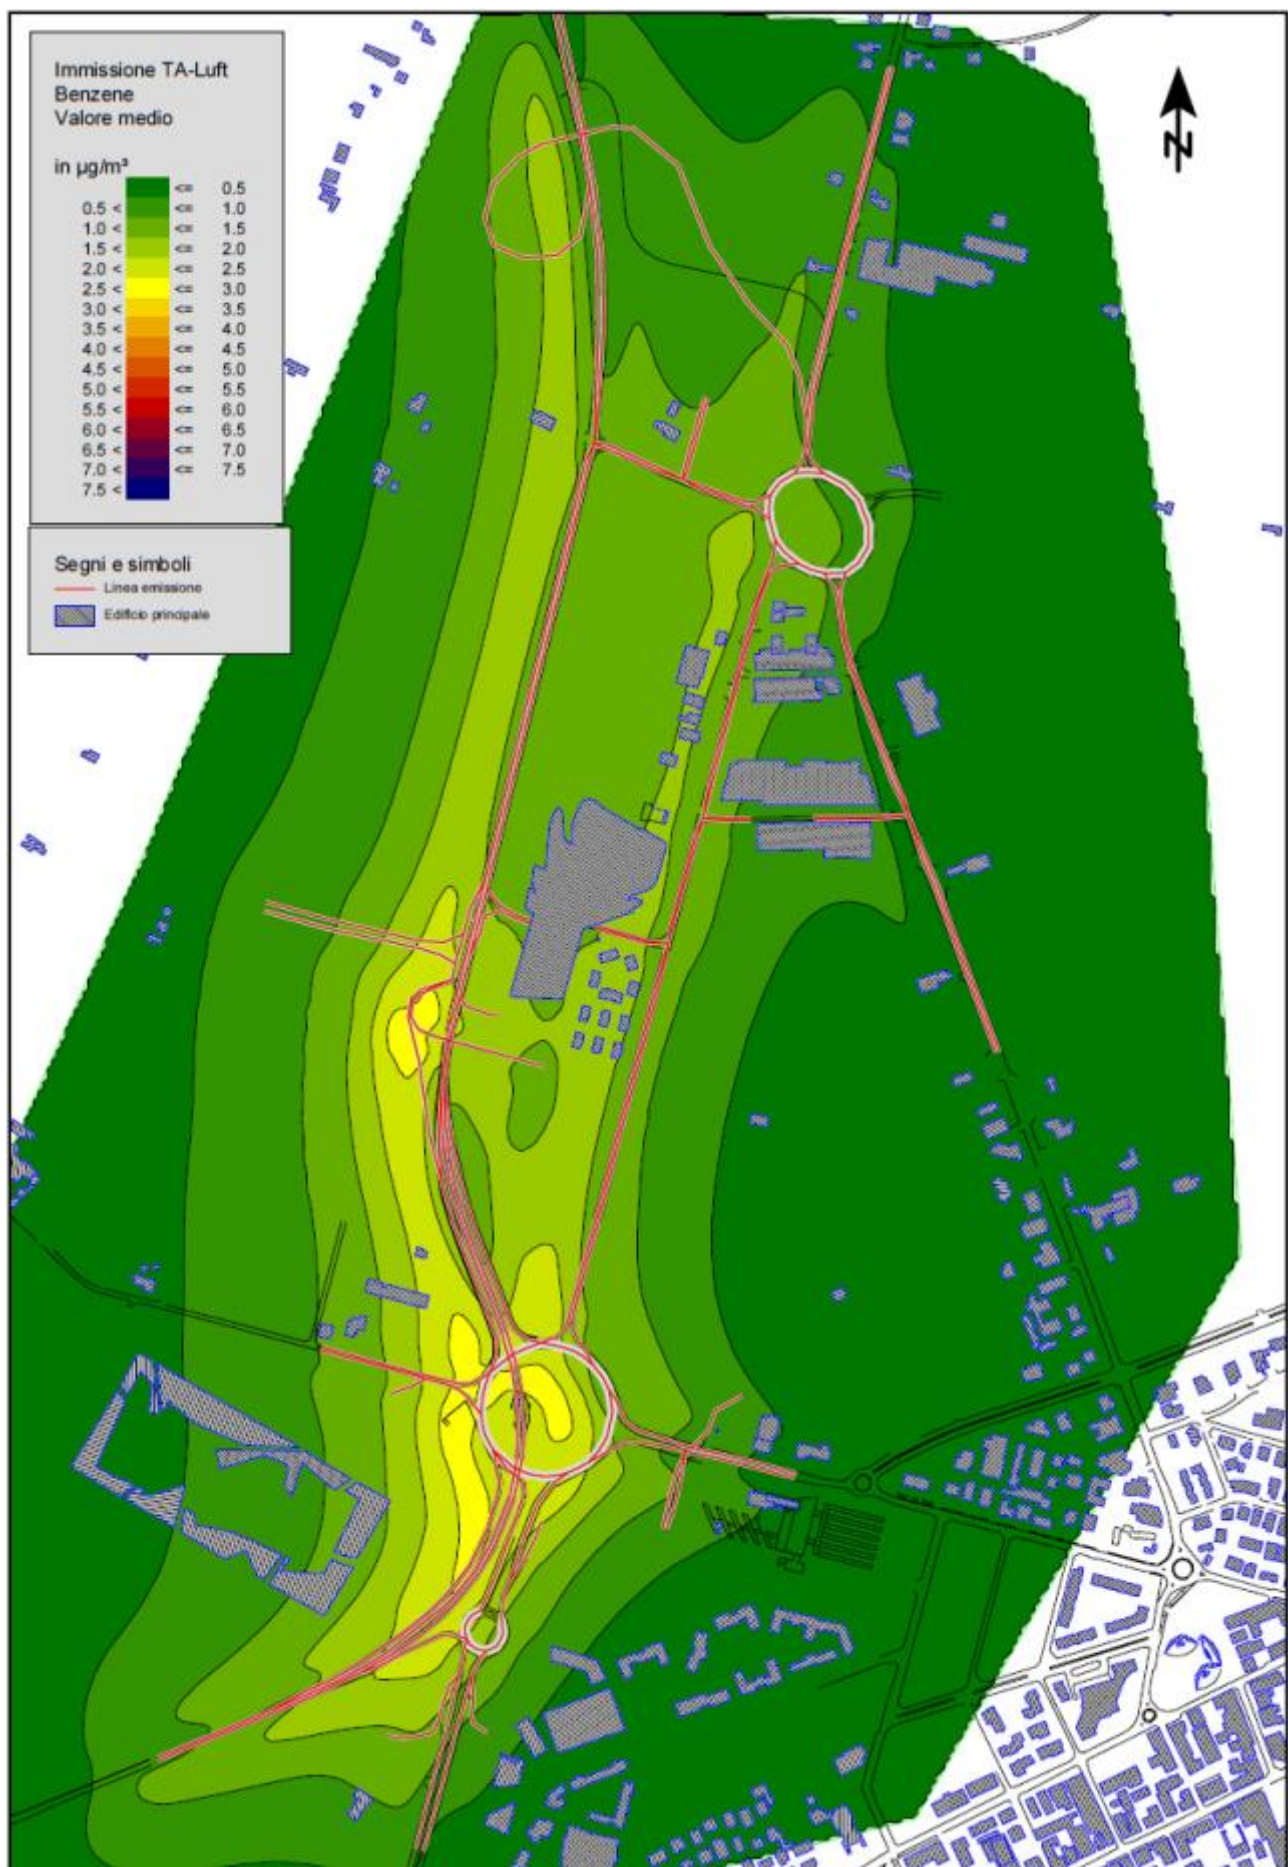 Immissione TA-Luft
Benzene
Valore medio
in µg/m³
<= 0.5
0.5 < <= 1.0
1.0 < <= 1.5
1.5 < <= 2.0
2.0 < <= 2.5
2.5 < <= 3.0
3.0 < <= 3.5
3.5 < <= 4.0
4.0 < <= 4.5
4.5 < <= 5.0
5.0 < <= 5.5
5.5 < <= 6.0
6.0 < <= 6.5
6.5 < <= 7.0
7.0 < <= 7.5
7.5 <
Segni e simboli
Linea emissione
Edificio principale
N